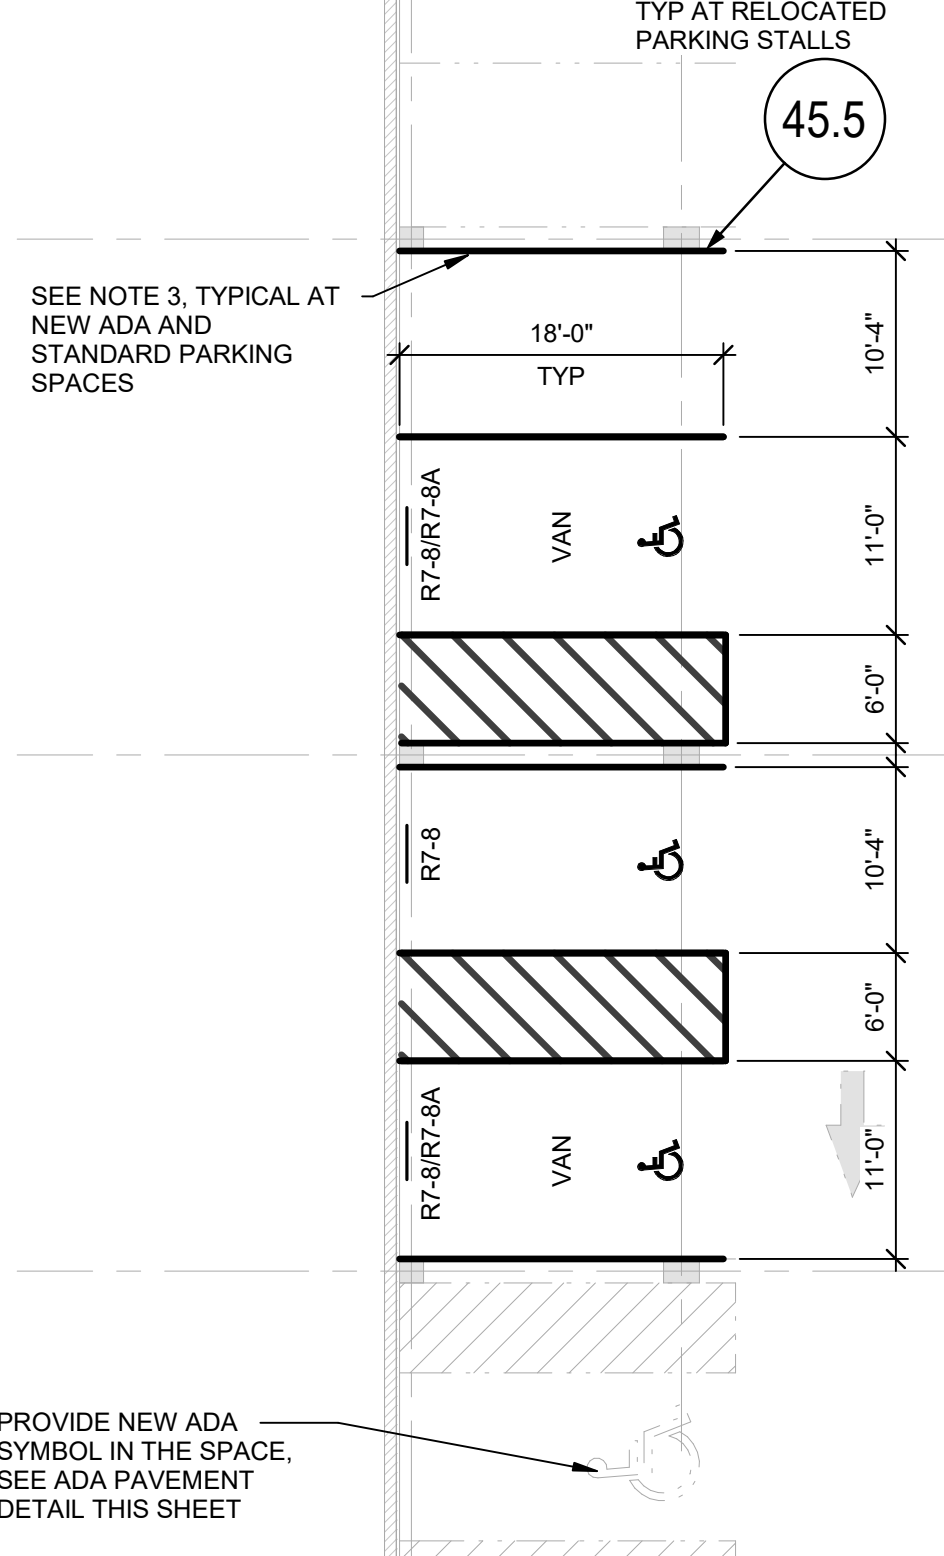 TYP AT RELOCATED
PARKING STALLS
45.5
SEE NOTE 3, TYPICAL AT
NEW ADA AND
STANDARD PARKING
SPACES
18'-0"
TYP
10'-4"
R7-8/R7-8A
VAN
11'-0"
6'-0"
R7-8
10'-4"
6'-0"
R7-8/R7-8A
VAN
11'-0"
PROVIDE NEW ADA
SYMBOL IN THE SPACE,
SEE ADA PAVEMENT
DETAIL THIS SHEET